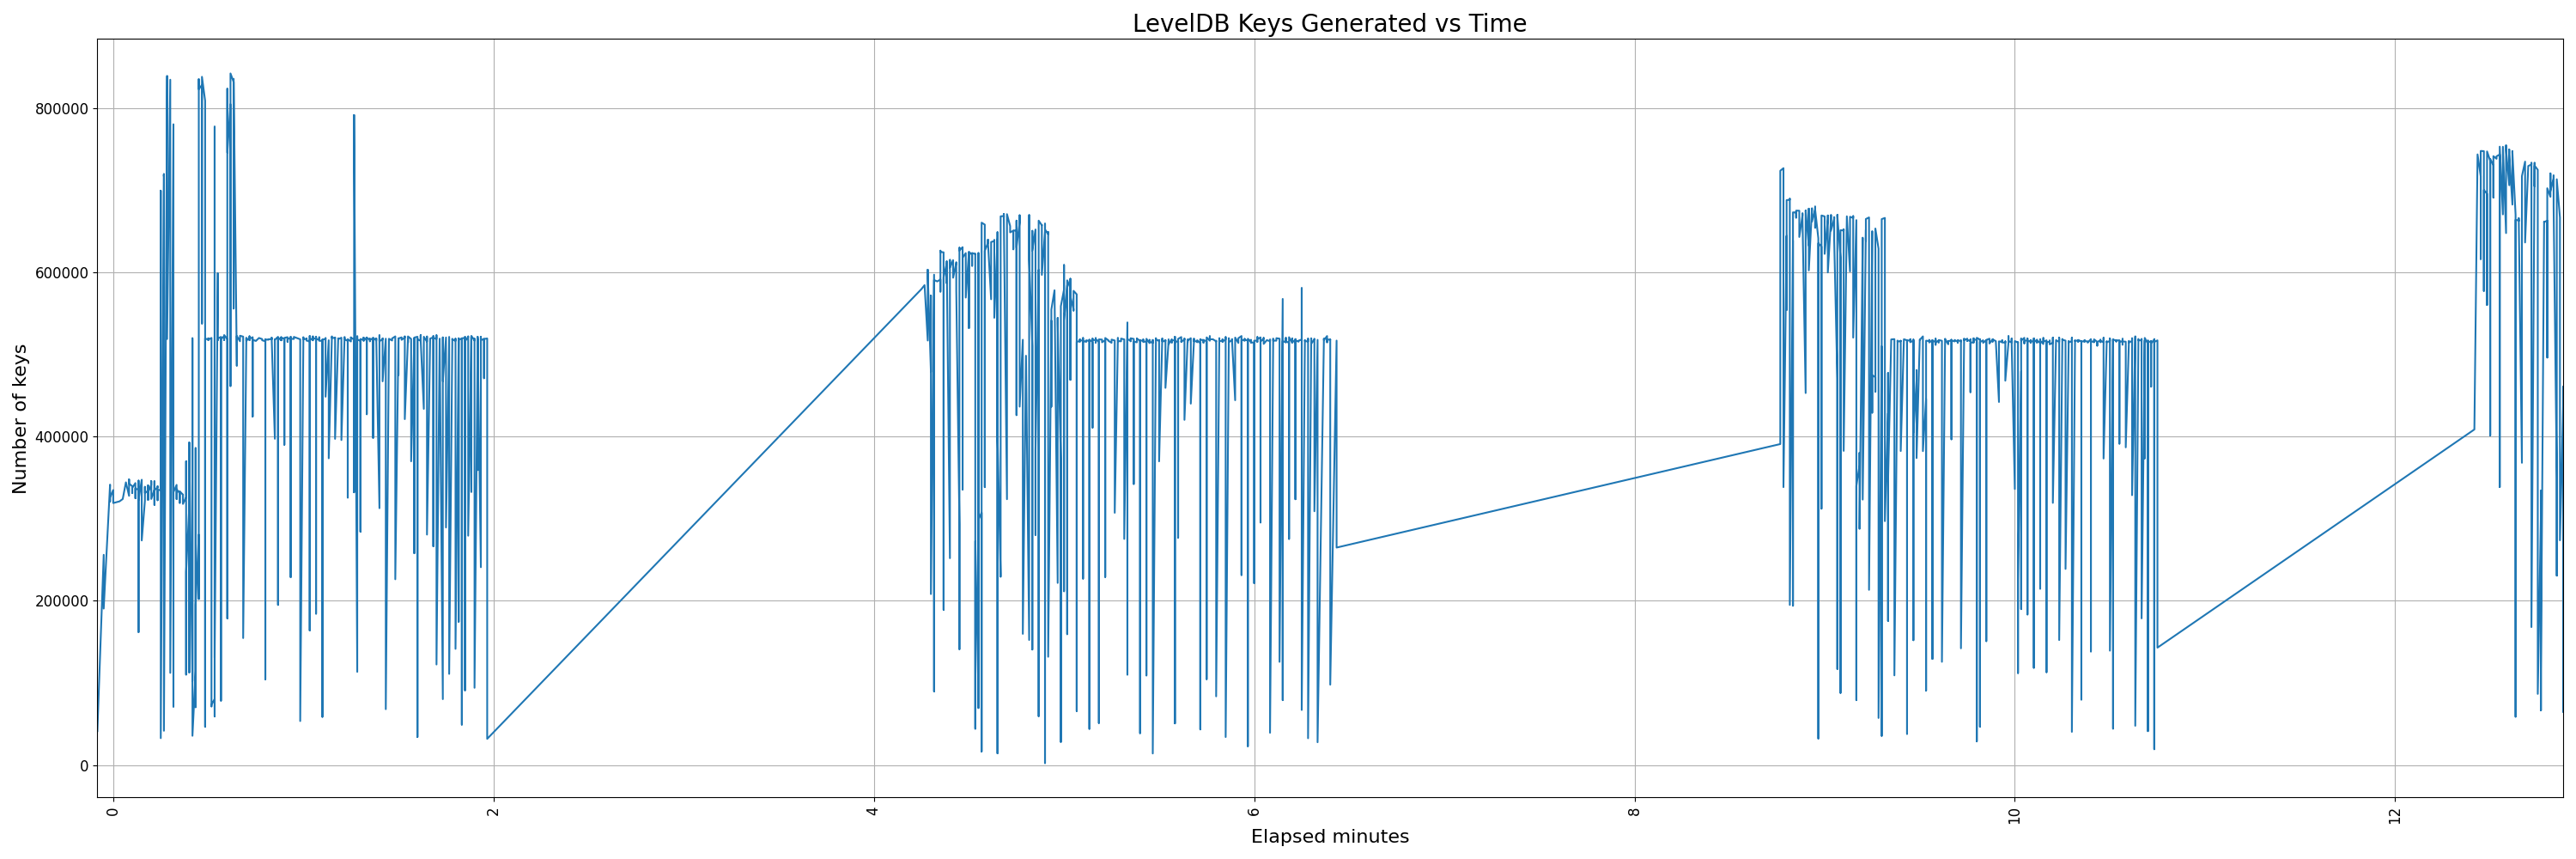 LevelDB Keys Generated vs Time
Number of keys
800000
600000
400000
200000
0
0 2 4 6 8 10 12
Elapsed minutes